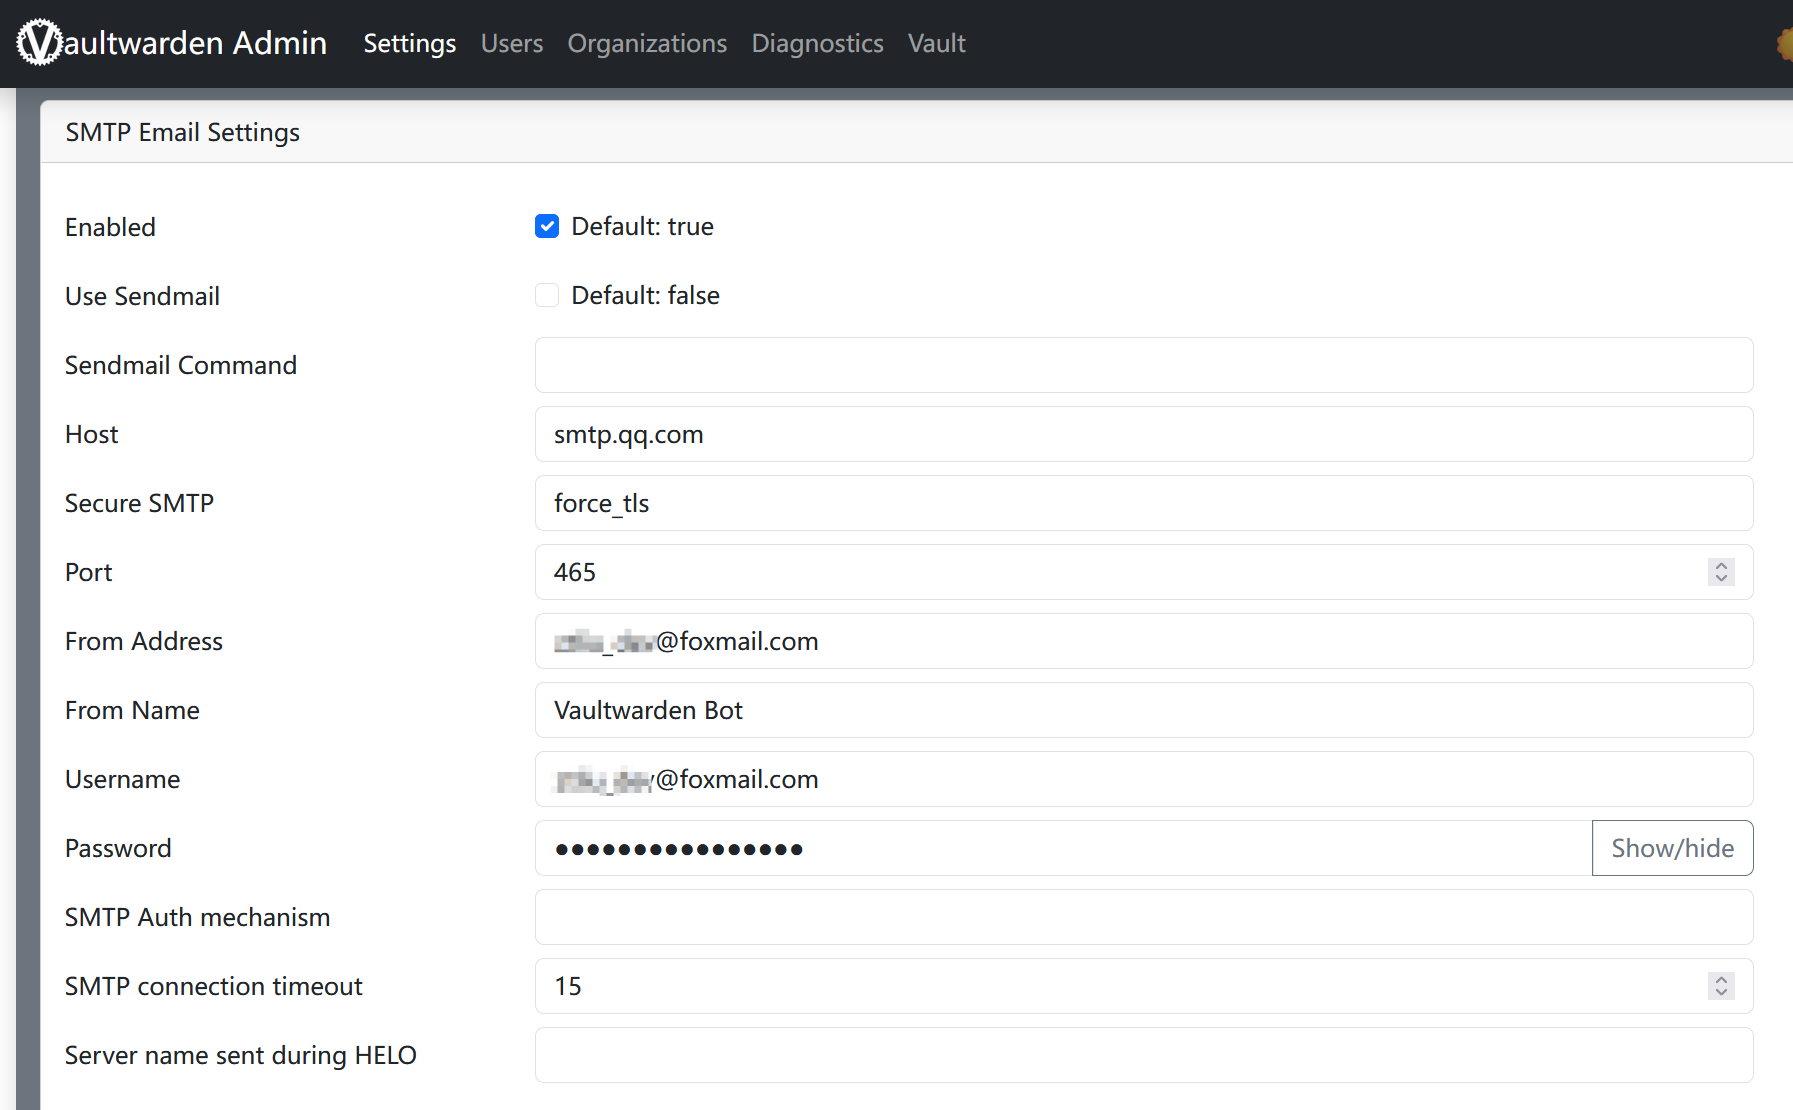 Vaultwarden Admin Settings Users Organizations Diagnostics Vault
SMTP Email Settings
Enabled Default: true
Use Sendmail Default: false
Sendmail Command
Host smtp.qq.com
Secure SMTP force_tls
Port 465
From Address @foxmail.com
From Name Vaultwarden Bot
Username @foxmail.com
Password •••••••••••••••• Show/hide
SMTP Auth mechanism
SMTP connection timeout 15
Server name sent during HELO